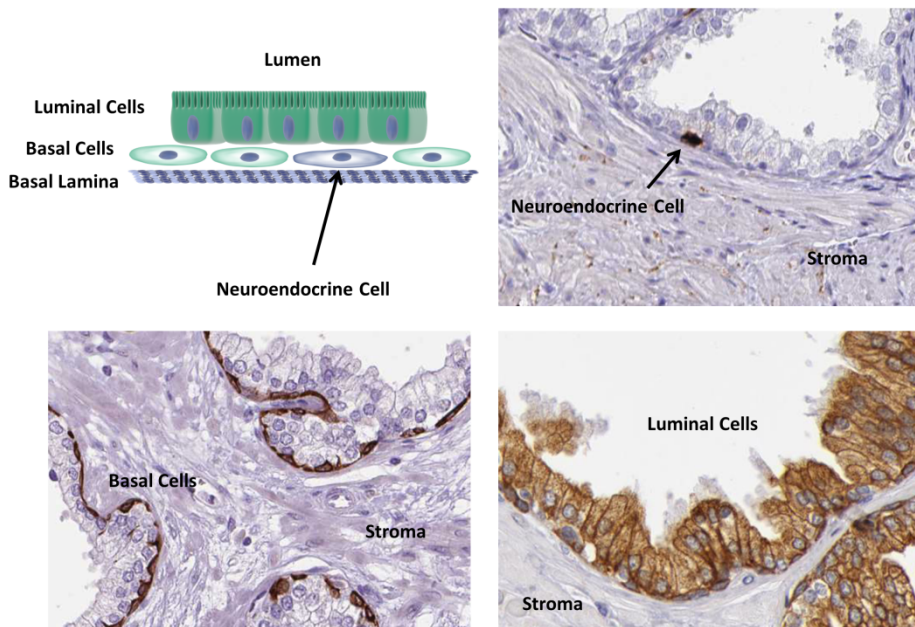 Lumen
Luminal Cells
Basal Cells
Basal Lamina
Neuroendocrine Cell
Neuroendocrine Cell
Stroma
Basal Cells
Stroma
Luminal Cells
Stroma